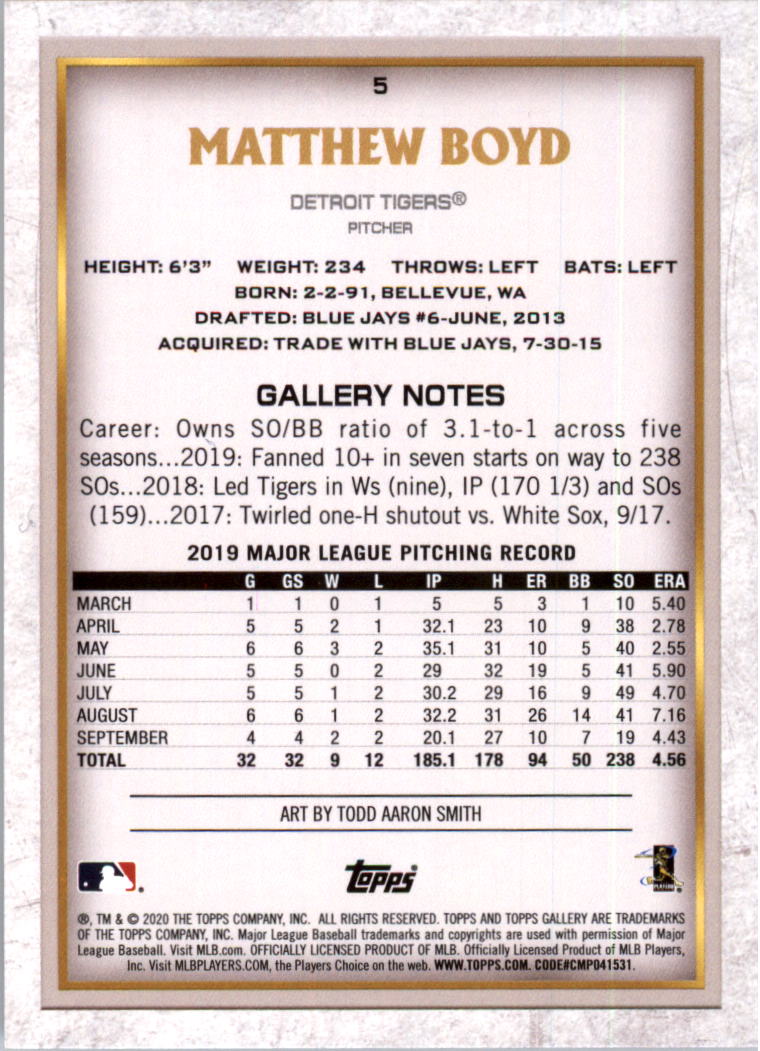 5
MATTHEW BOYD
DETROIT TIGERS®
PITCHER
HEIGHT: 6'3" WEIGHT: 234 THROWS: LEFT BATS: LEFT
BORN: 2-2-91, BELLEVUE, WA
DRAFTED: BLUE JAYS #6-JUNE, 2013
ACQUIRED: TRADE WITH BLUE JAYS, 7-30-15
GALLERY NOTES
Career: Owns SO/BB ratio of 3.1-to-1 across five
seasons...2019: Fanned 10+ in seven starts on way to 238
SOs...2018: Led Tigers in Ws (nine), IP (170 1/3) and SOs
(159)...2017: Twirled one-H shutout vs. White Sox, 9/17.
2019 MAJOR LEAGUE PITCHING RECORD
G GS W L IP H ER BB SO ERA
MARCH 1 1 0 1 5 5 3 1 10 5.40
APRIL 5 5 2 1 32.1 23 10 9 38 2.78
MAY 6 6 3 2 35.1 31 10 5 40 2.55
JUNE 5 5 0 2 29 32 19 5 41 5.90
JULY 5 5 1 2 30.2 29 16 9 49 4.70
AUGUST 6 6 1 2 32.2 31 26 14 41 7.16
SEPTEMBER 4 4 2 2 20.1 27 10 7 19 4.43
TOTAL 32 32 9 12 185.1 178 94 50 238 4.56
ART BY TODD AARON SMITH
topps
PLAYERS
®, TM & © 2020 THE TOPPS COMPANY, INC. ALL RIGHTS RESERVED. TOPPS AND TOPPS GALLERY ARE TRADEMARKS
OF THE TOPPS COMPANY, INC. Major League Baseball trademarks and copyrights are used with permission of Major
League Baseball. Visit MLB.com. OFFICIALLY LICENSED PRODUCT OF MLB. Officially Licensed Product of MLB Players,
Inc. Visit MLBPLAYERS.COM, the Players Choice on the web. WWW.TOPPS.COM. CODE#CMP041531.